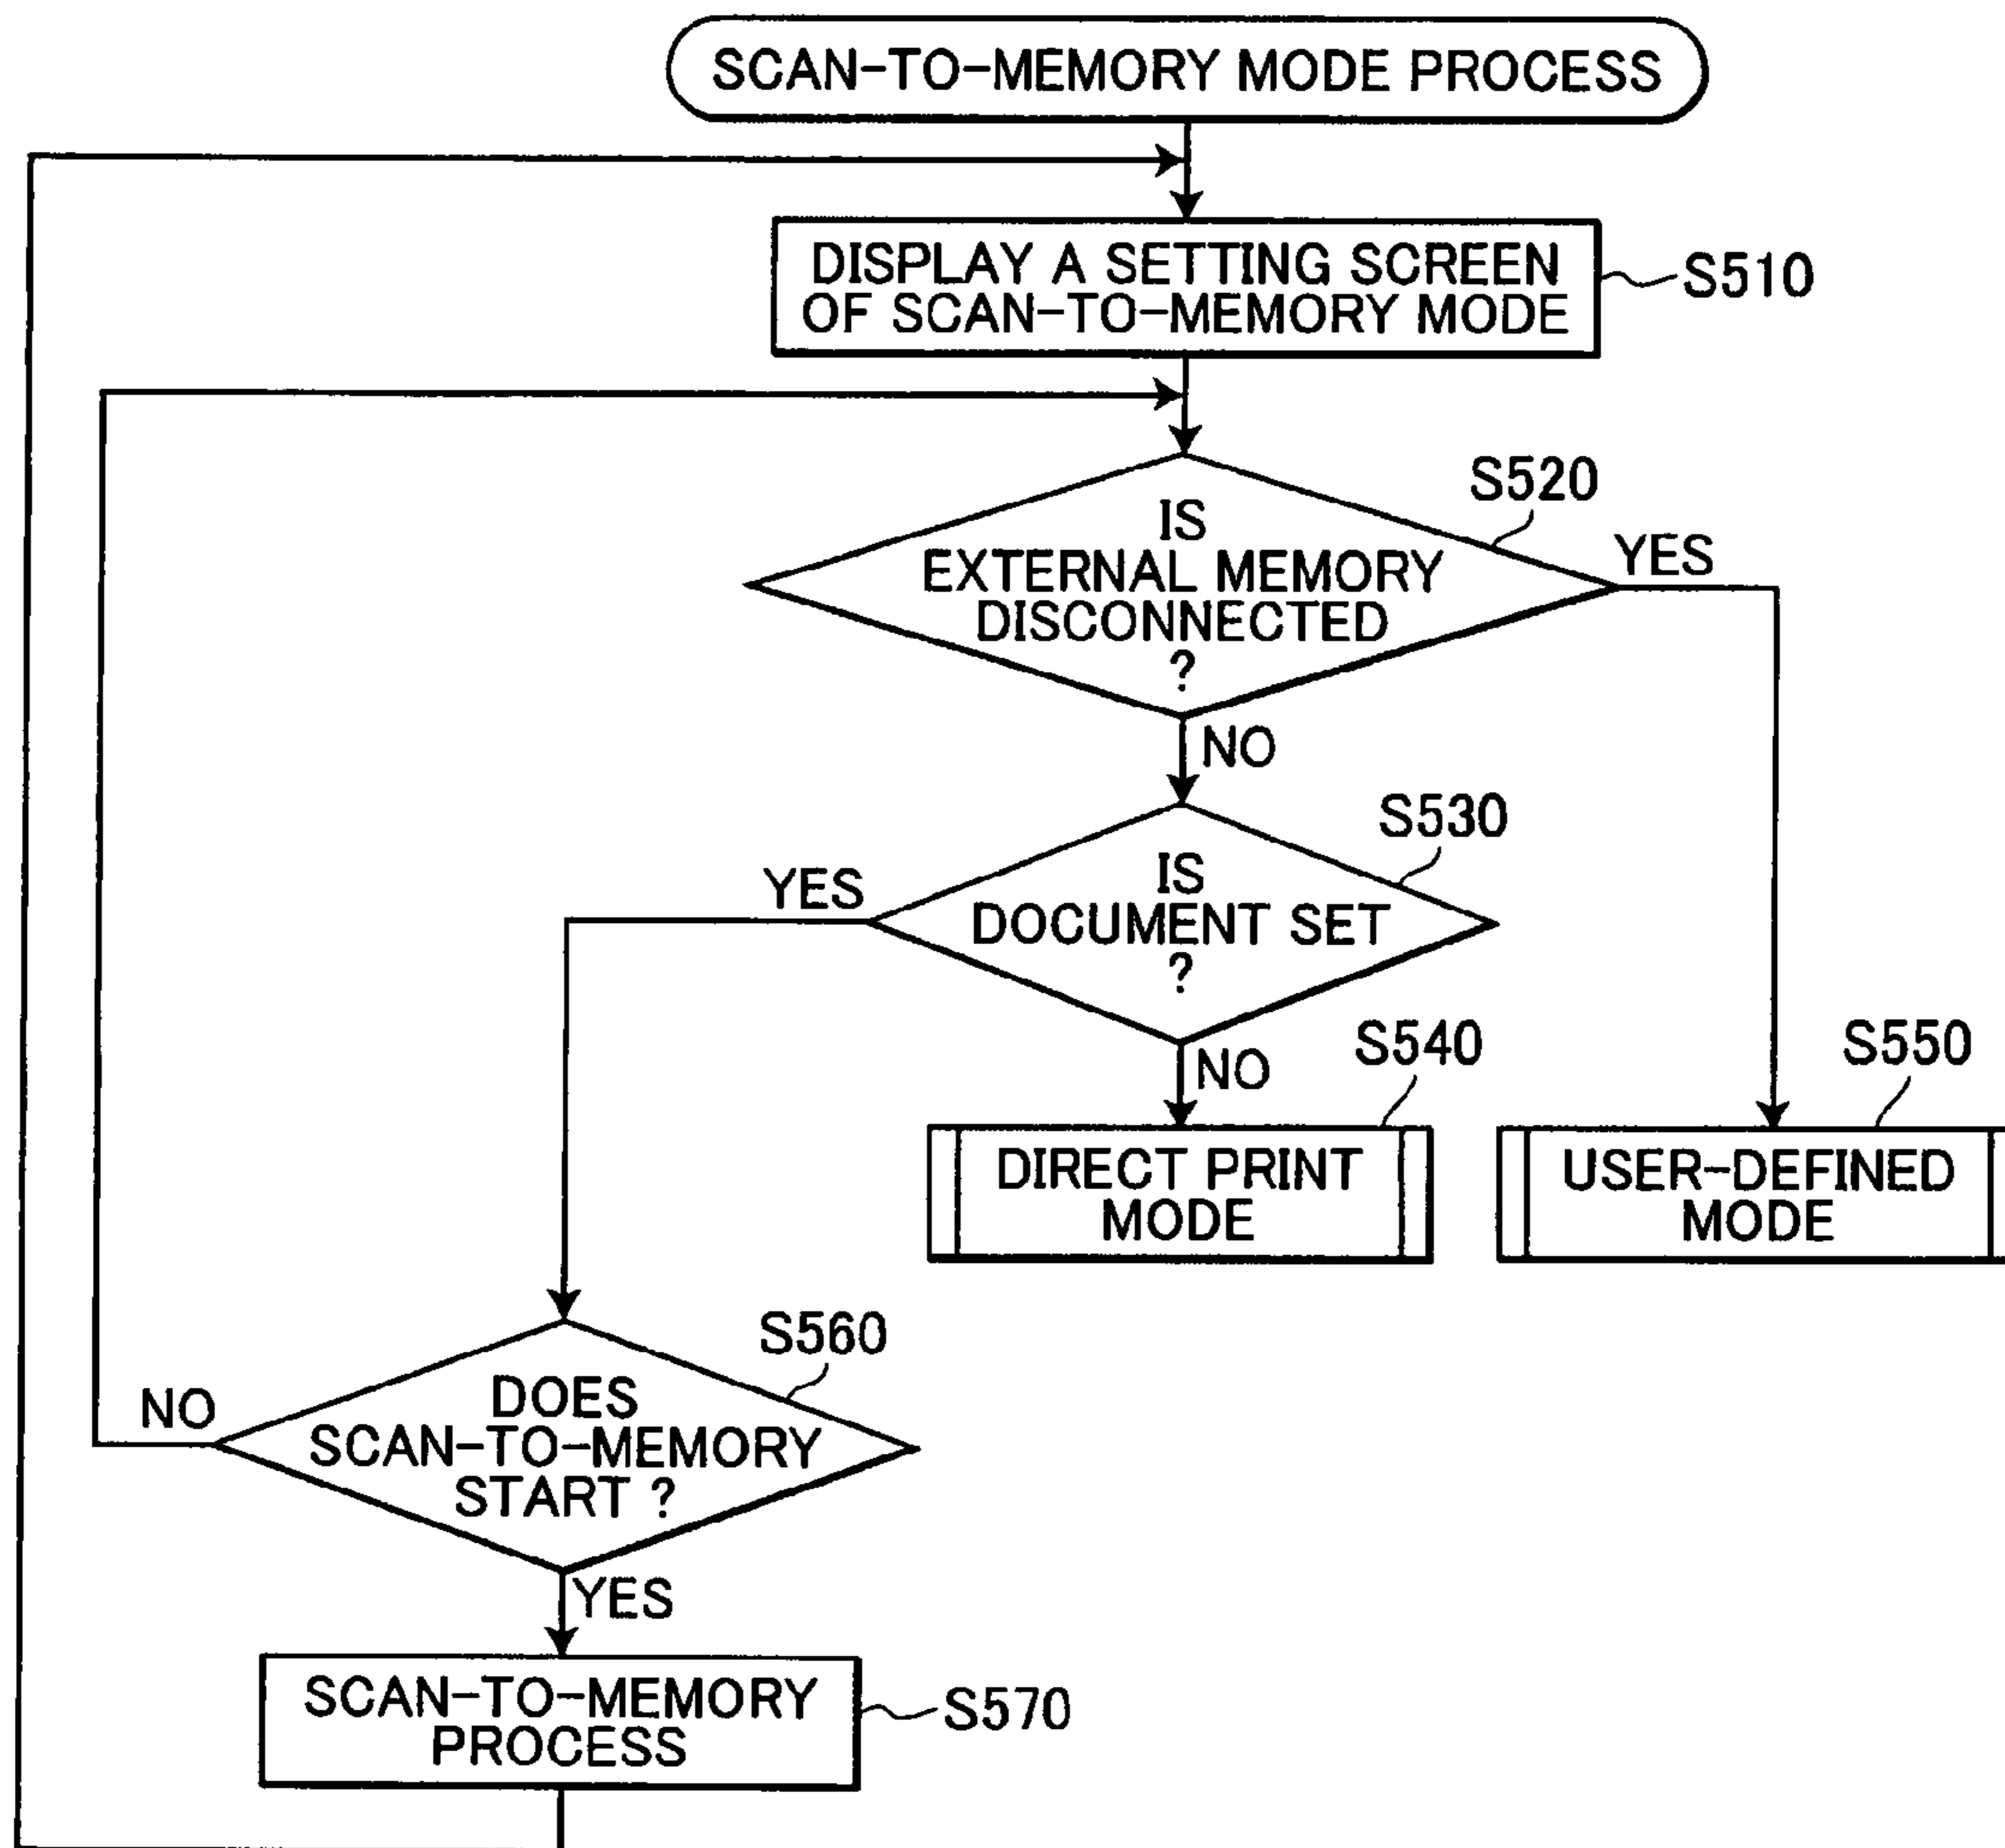 SCAN-TO-MEMORY MODE PROCESS
DISPLAY A SETTING SCREEN
OF SCAN-TO-MEMORY MODE
S510
S520
IS
EXTERNAL MEMORY
DISCONNECTED
?
YES
NO
S530
IS
DOCUMENT SET
?
YES
NO
S540
DIRECT PRINT
MODE
S550
USER-DEFINED
MODE
S560
DOES
SCAN-TO-MEMORY
START ?
NO
YES
SCAN-TO-MEMORY
PROCESS
S570